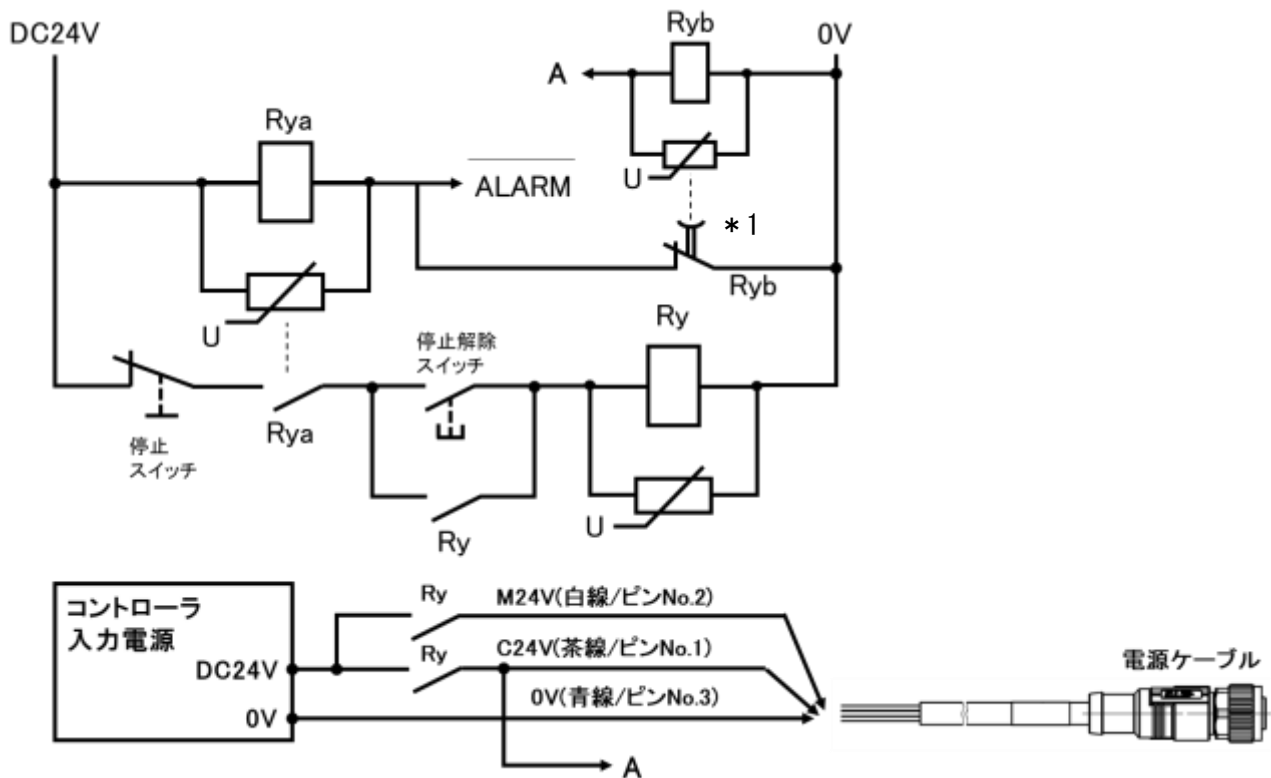 DC24V
Ryb
0V
A
Rya
U
ALARM
*1
U
Ryb
停止解除
スイッチ
Ry
停止
スイッチ
Rya
Ry
U
コントローラ
入力電源
DC24V
0V
Ry
M24V(白線/ピンNo.2)
Ry
C24V(茶線/ピンNo.1)
0V(青線/ピンNo.3)
A
電源ケーブル